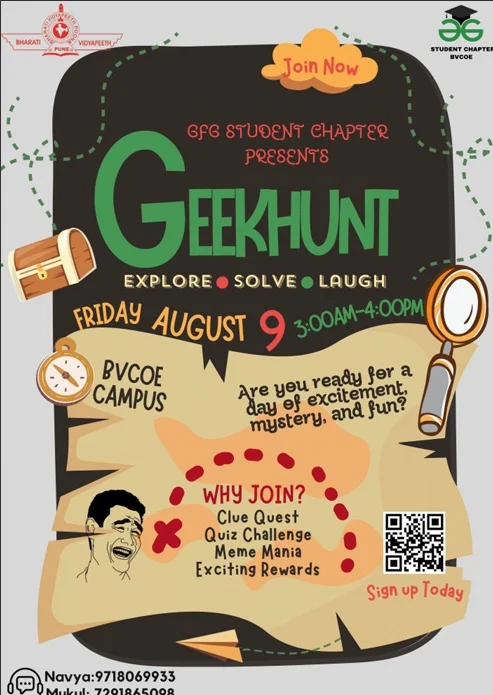 BHARATI VIDYAPEETH
PUNE
STUDENT CHAPTER
BVCOE
Join Now
GFG STUDENT CHAPTER
PRESENTS
GEEKHUNT
EXPLORE SOLVE LAUGH
FRIDAY AUGUST 9 3:00AM-4:00PM
BVCOE
CAMPUS
Are you ready for a
day of excitement,
mystery, and fun?
WHY JOIN?
Clue Quest
Quiz Challenge
Meme Mania
Exciting Rewards
Sign up Today
Navya:9718069933
Mukul: 7291865098